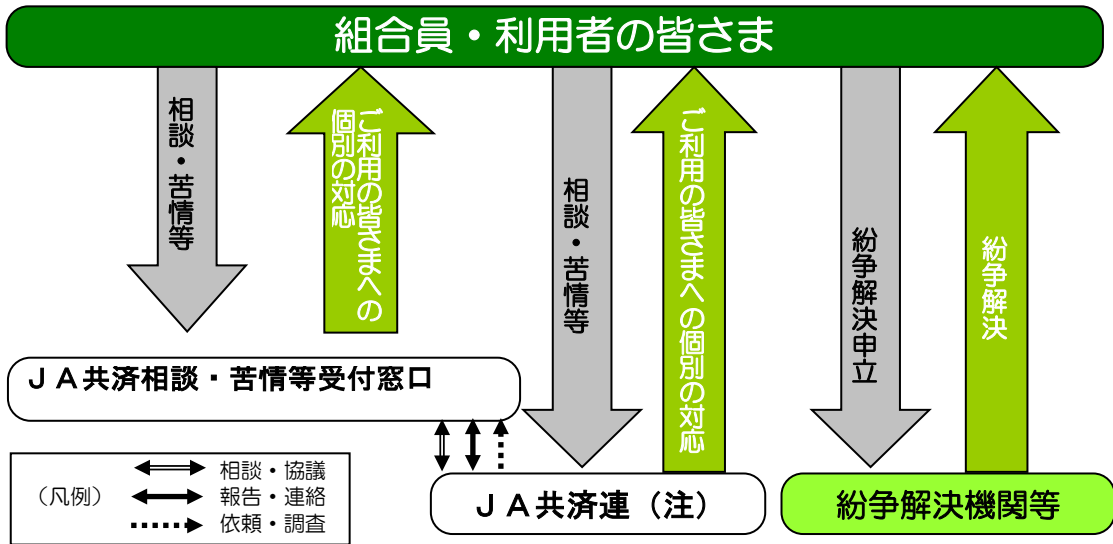 組合員・利用者の皆さま
相談・苦情等
ご利用の皆さまへの
個別の対応
相談・苦情等
ご利用の皆さまへの個別の対応
紛争解決申立
紛争解決
ＪＡ共済相談・苦情等受付窓口
（凡例）
相談・協議
報告・連絡
依頼・調査
ＪＡ共済連（注）
紛争解決機関等